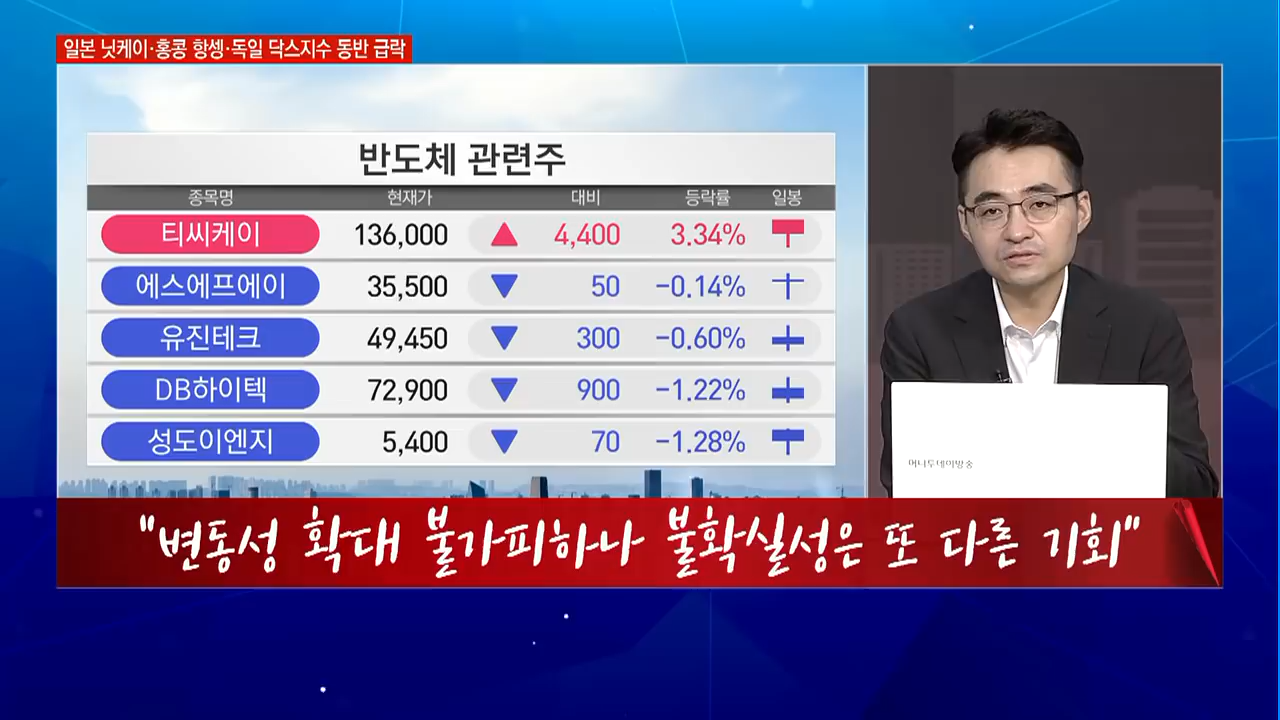 일본 닛케이·홍콩 항셍·독일 닥스지수 동반 급락
반도체 관련주
종목명 현재가 대비 등락률 일봉
티씨케이 136,000 ▲ 4,400 3.34%
에스에프에이 35,500 ▼ 50 -0.14%
유진테크 49,450 ▼ 300 -0.60%
DB하이텍 72,900 ▼ 900 -1.22%
성도이엔지 5,400 ▼ 70 -1.28%
머니투데이방송
"변동성 확대 불가피하나 불확실성은 또 다른 기회"